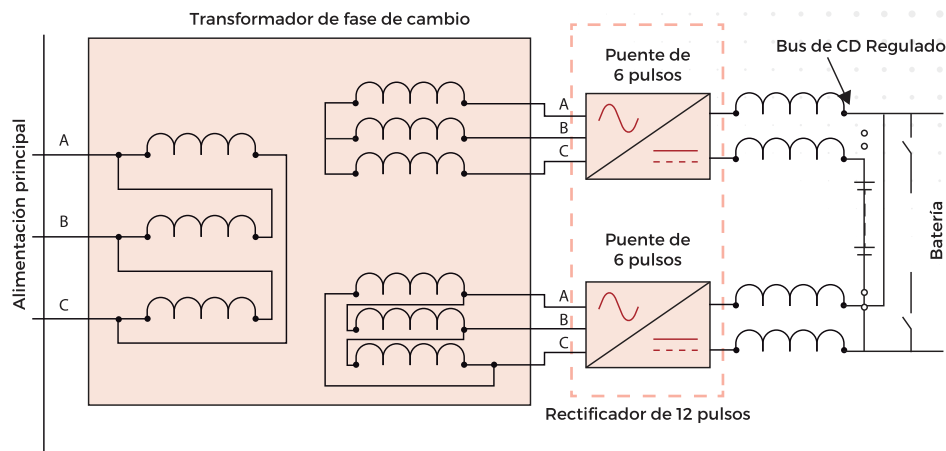 Transformador de fase de cambio
Puente de
6 pulsos
Bus de CD Regulado
Alimentación principal
A
B
C
A
B
C
Batería
Puente de
6 pulsos
A
B
C
Rectificador de 12 pulsos